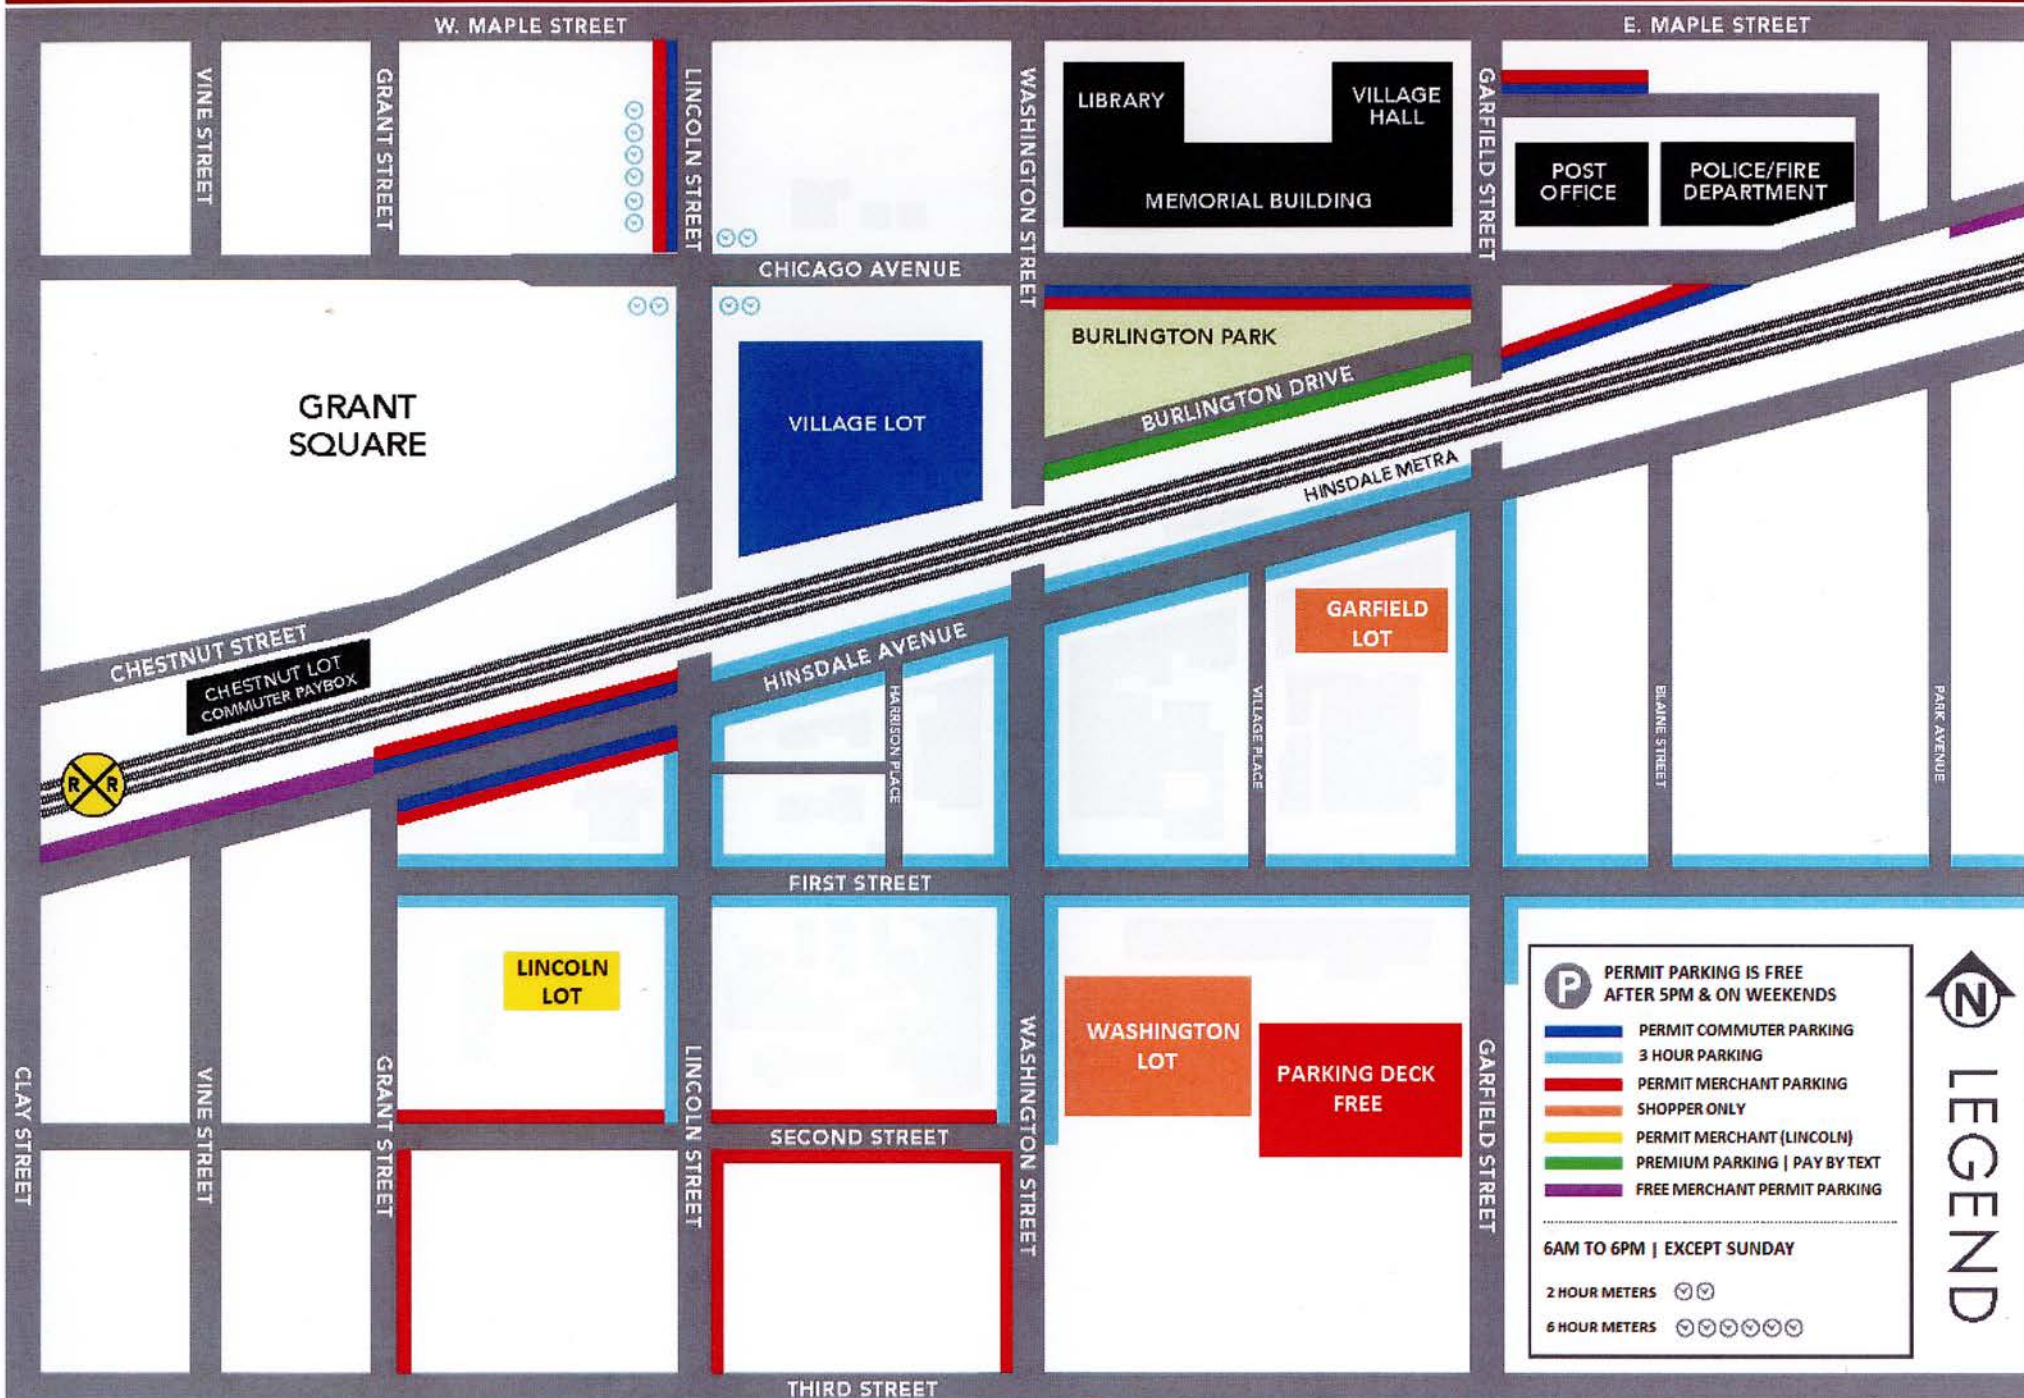 W. MAPLE STREET
E. MAPLE STREET
VINE STREET
GRANT STREET
LINCOLN STREET
WASHINGTON STREET
GARFIELD STREET
LIBRARY
VILLAGE
HALL
MEMORIAL BUILDING
POST
OFFICE
POLICE/FIRE
DEPARTMENT
CHICAGO AVENUE
GRANT
SQUARE
VILLAGE LOT
BURLINGTON PARK
BURLINGTON DRIVE
HINSDALE METRA
CHESTNUT STREET
CHESTNUT LOT
COMMUTER PAYBOX
R R
HINSDALE AVENUE
HARRISON PLACE
VILLAGE PLACE
GARFIELD
LOT
BLAINE STREET
PARK AVENUE
FIRST STREET
LINCOLN
LOT
WASHINGTON
LOT
PARKING DECK
FREE
CLAY STREET
VINE STREET
GRANT STREET
LINCOLN STREET
WASHINGTON STREET
GARFIELD STREET
SECOND STREET
THIRD STREET
N
LEGEND
P
PERMIT PARKING IS FREE
AFTER 5PM & ON WEEKENDS
PERMIT COMMUTER PARKING
3 HOUR PARKING
PERMIT MERCHANT PARKING
SHOPPER ONLY
PERMIT MERCHANT (LINCOLN)
PREMIUM PARKING | PAY BY TEXT
FREE MERCHANT PERMIT PARKING
6AM TO 6PM | EXCEPT SUNDAY
2 HOUR METERS
6 HOUR METERS